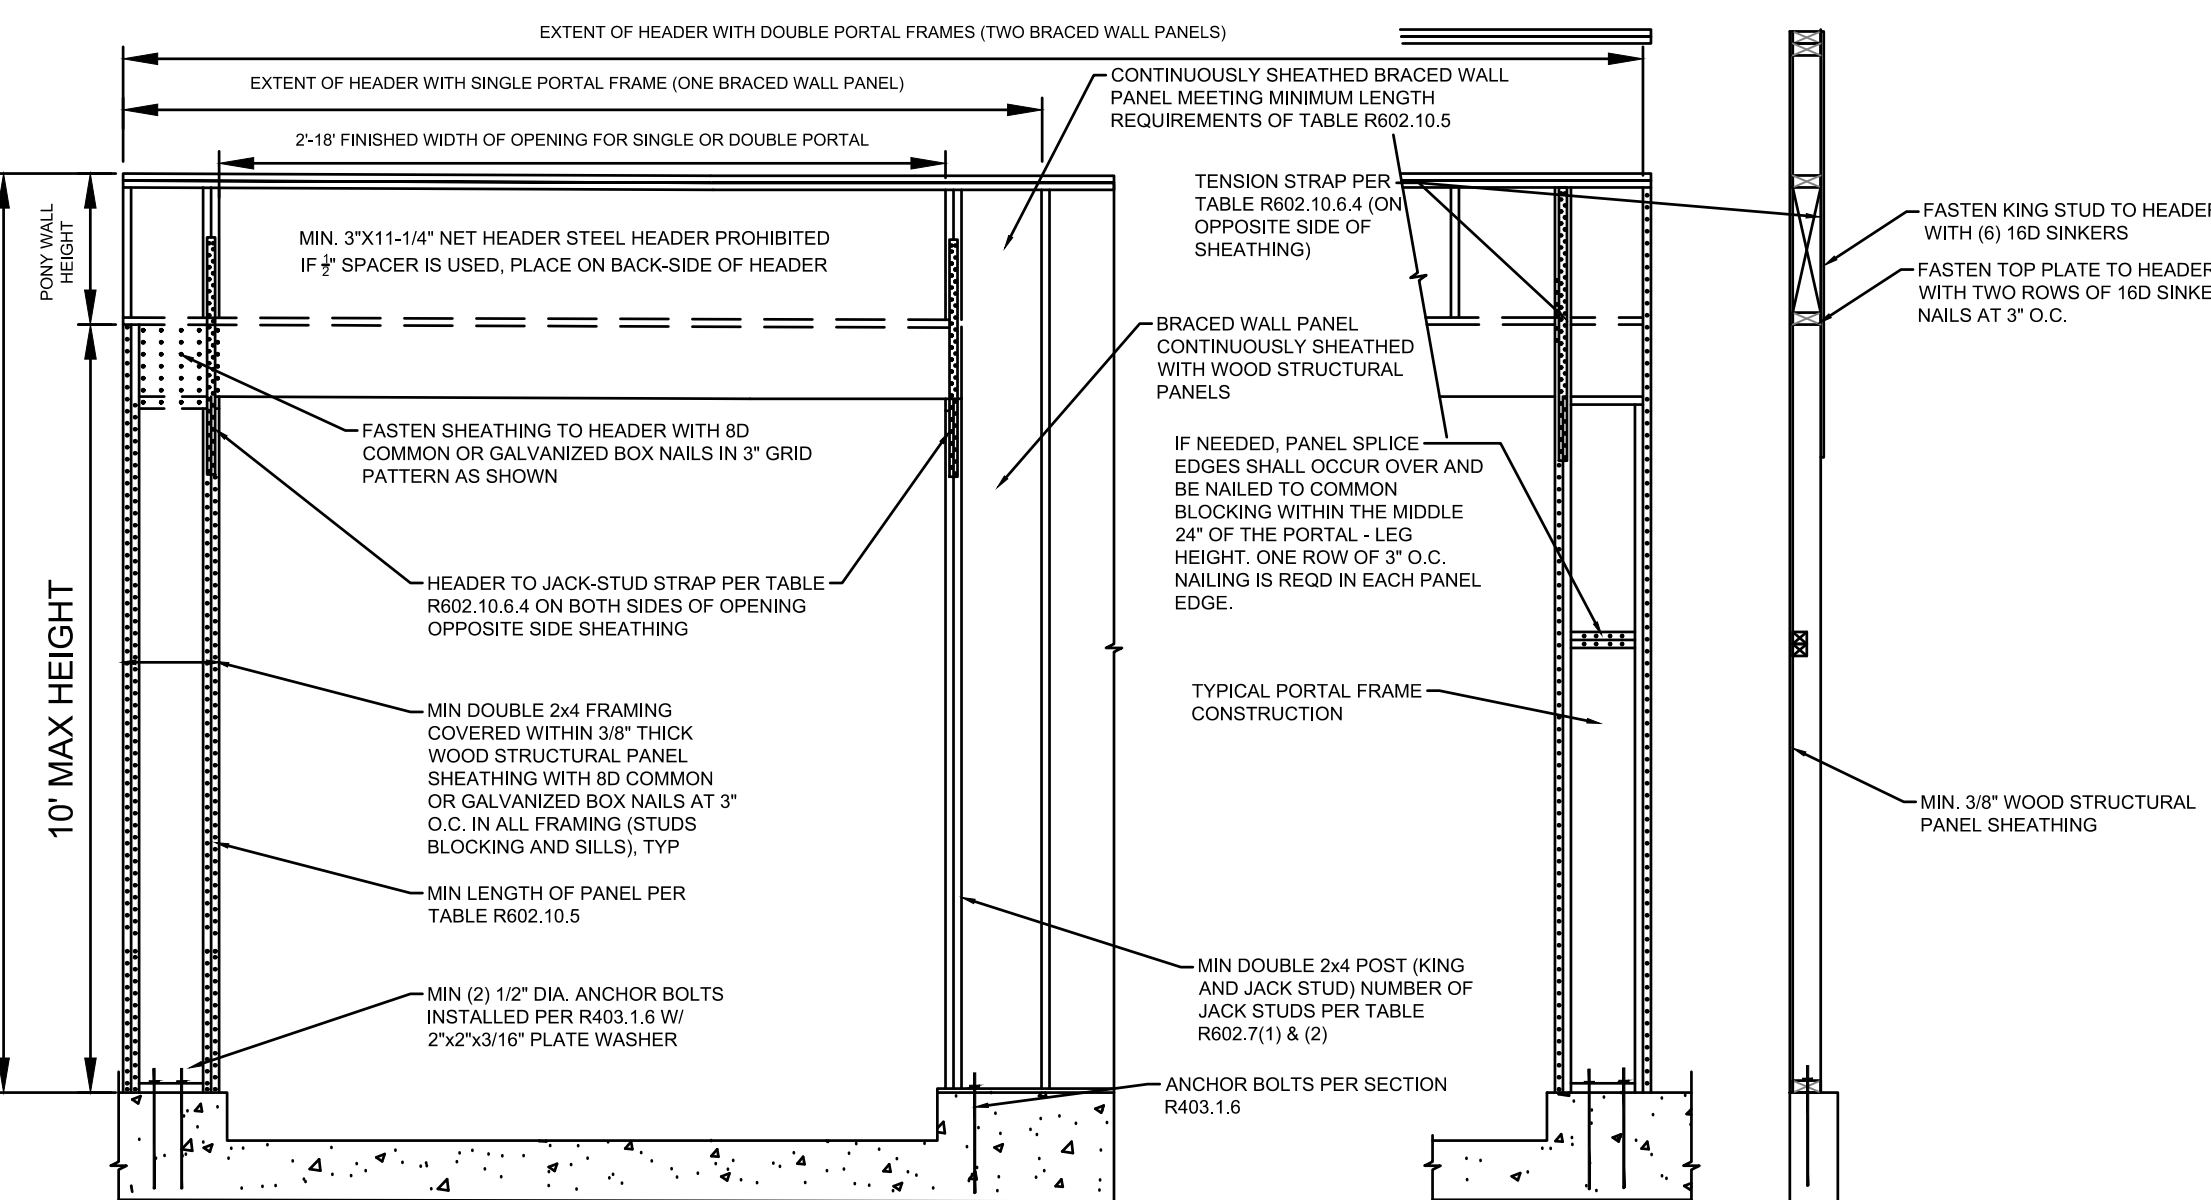 EXTENT OF HEADER WITH DOUBLE PORTAL FRAMES (TWO BRACED WALL PANELS)
EXTENT OF HEADER WITH SINGLE PORTAL FRAME (ONE BRACED WALL PANEL)
2'-18' FINISHED WIDTH OF OPENING FOR SINGLE OR DOUBLE PORTAL
PONY WALL
HEIGHT
10' MAX HEIGHT
MIN. 3"X11-1/4" NET HEADER STEEL HEADER PROHIBITED
IF 1/2" SPACER IS USED, PLACE ON BACK-SIDE OF HEADER
FASTEN SHEATHING TO HEADER WITH 8D
COMMON OR GALVANIZED BOX NAILS IN 3" GRID
PATTERN AS SHOWN
HEADER TO JACK-STUD STRAP PER TABLE
R602.10.6.4 ON BOTH SIDES OF OPENING
OPPOSITE SIDE SHEATHING
MIN DOUBLE 2x4 FRAMING
COVERED WITHIN 3/8" THICK
WOOD STRUCTURAL PANEL
SHEATHING WITH 8D COMMON
OR GALVANIZED BOX NAILS AT 3"
O.C. IN ALL FRAMING (STUDS
BLOCKING AND SILLS), TYP
MIN LENGTH OF PANEL PER
TABLE R602.10.5
MIN (2) 1/2" DIA. ANCHOR BOLTS
INSTALLED PER R403.1.6 W/
2"x2"x3/16" PLATE WASHER
CONTINUOUSLY SHEATHED BRACED WALL
PANEL MEETING MINIMUM LENGTH
REQUIREMENTS OF TABLE R602.10.5
TENSION STRAP PER
TABLE R602.10.6.4 (ON
OPPOSITE SIDE OF
SHEATHING)
BRACED WALL PANEL
CONTINUOUSLY SHEATHED
WITH WOOD STRUCTURAL
PANELS
IF NEEDED, PANEL SPLICE
EDGES SHALL OCCUR OVER AND
BE NAILED TO COMMON
BLOCKING WITHIN THE MIDDLE
24" OF THE PORTAL - LEG
HEIGHT. ONE ROW OF 3" O.C.
NAILING IS REQD IN EACH PANEL
EDGE.
TYPICAL PORTAL FRAME
CONSTRUCTION
MIN DOUBLE 2x4 POST (KING
AND JACK STUD) NUMBER OF
JACK STUDS PER TABLE
R602.7(1) & (2)
ANCHOR BOLTS PER SECTION
R403.1.6
FASTEN KING STUD TO HEADER
WITH (6) 16D SINKERS
FASTEN TOP PLATE TO HEADER
WITH TWO ROWS OF 16D SINKE
NAILS AT 3" O.C.
MIN. 3/8" WOOD STRUCTURAL
PANEL SHEATHING